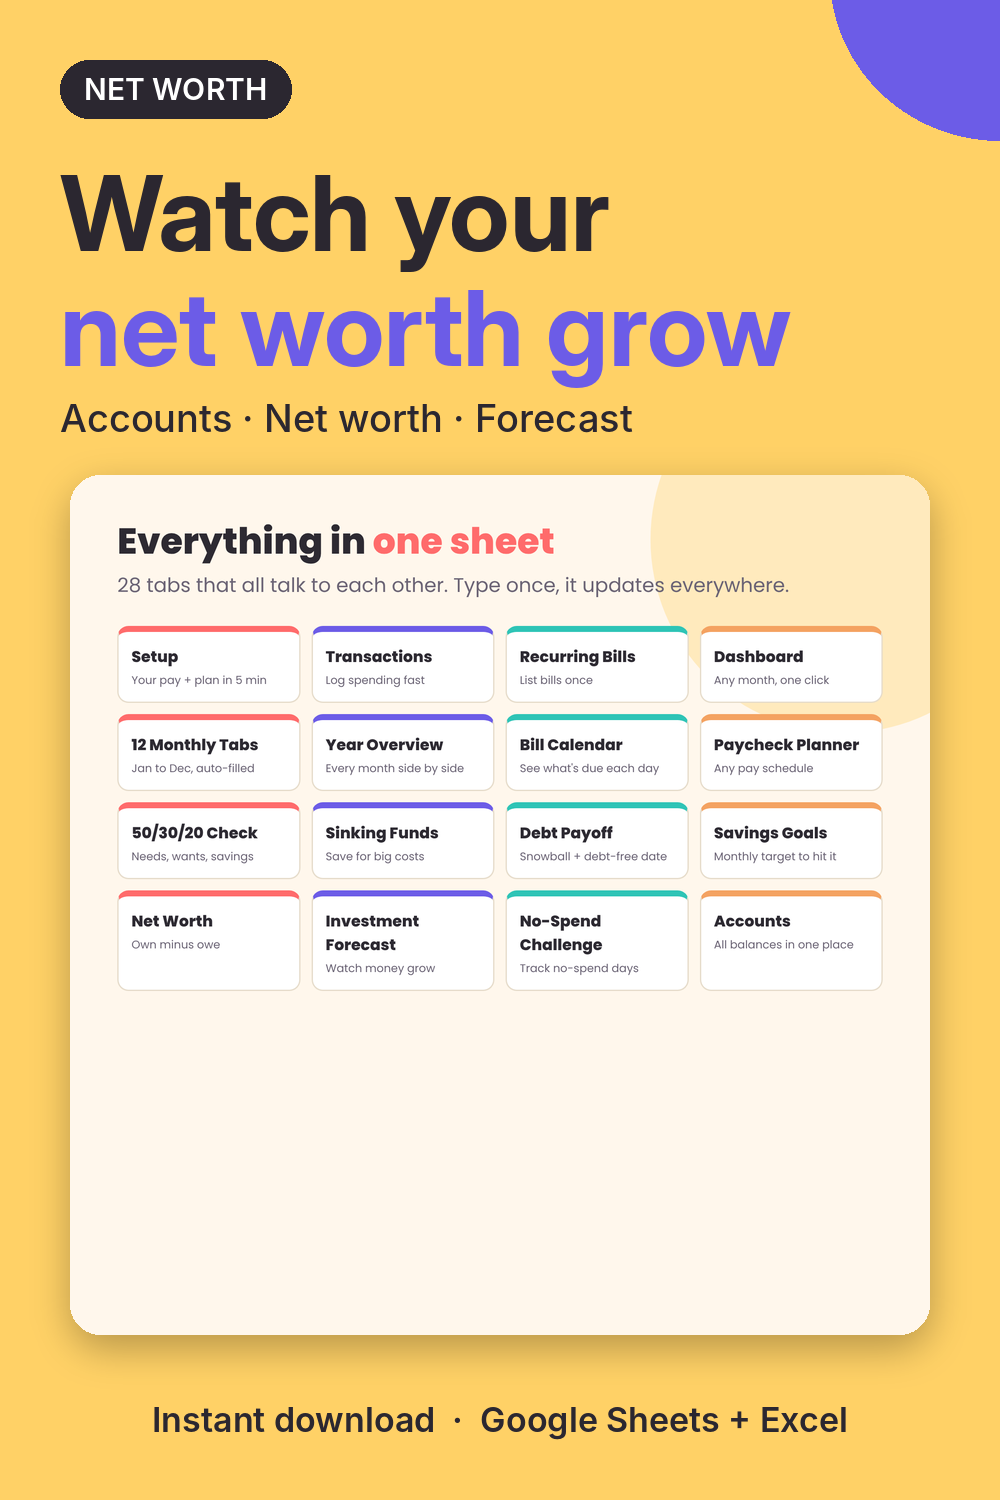 NET WORTH
Watch your
net worth grow
Accounts · Net worth · Forecast
Everything in one sheet
28 tabs that all talk to each other. Type once, it updates everywhere.
Setup
Your pay + plan in 5 min
Transactions
Log spending fast
Recurring Bills
List bills once
Dashboard
Any month, one click
12 Monthly Tabs
Jan to Dec, auto-filled
Year Overview
Every month side by side
Bill Calendar
See what's due each day
Paycheck Planner
Any pay schedule
50/30/20 Check
Needs, wants, savings
Sinking Funds
Save for big costs
Debt Payoff
Snowball + debt-free date
Savings Goals
Monthly target to hit it
Net Worth
Own minus owe
Investment
Forecast
Watch money grow
No-Spend
Challenge
Track no-spend days
Accounts
All balances in one place
Instant download · Google Sheets + Excel